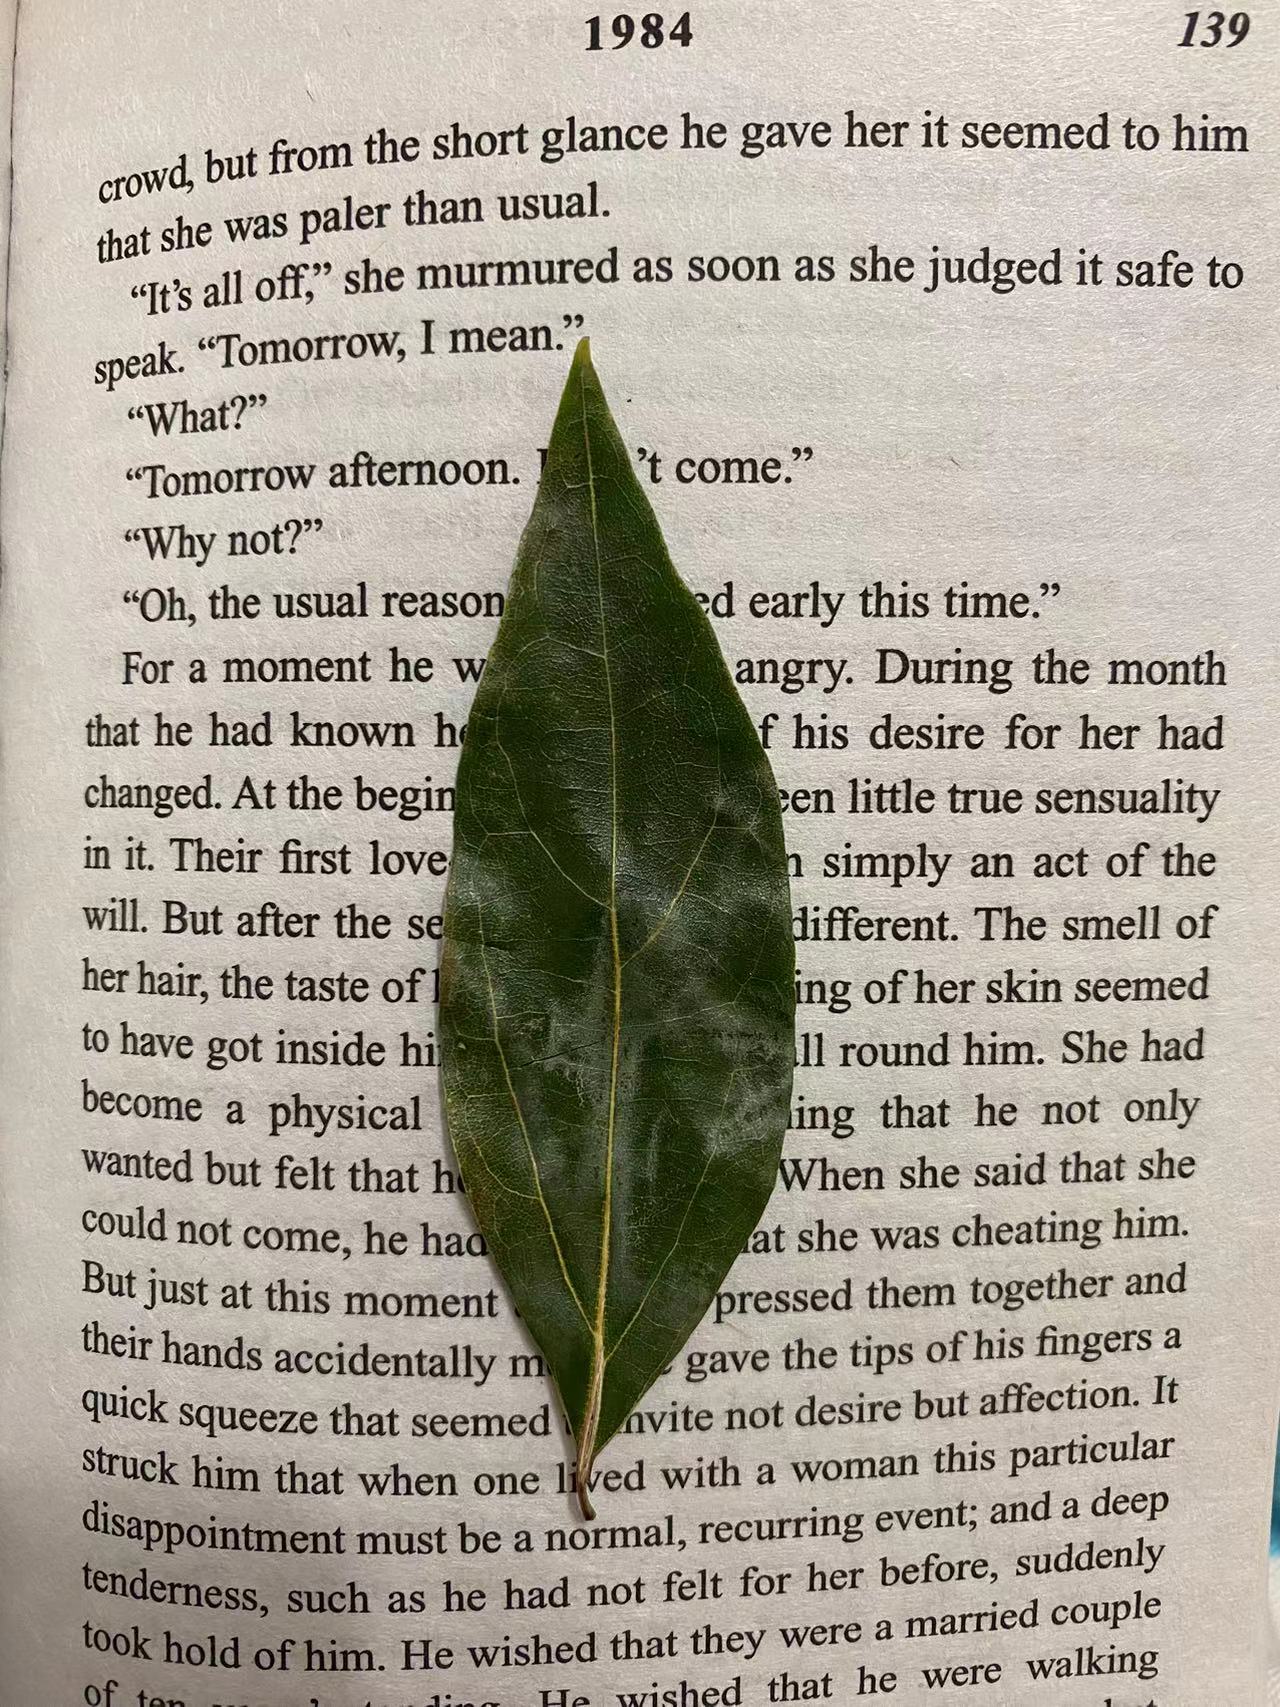 1984 139
crowd, but from the short glance he gave her it seemed to him
that she was paler than usual.
“It’s all off,” she murmured as soon as she judged it safe to
speak. “Tomorrow, I mean.”
“What?”
“Tomorrow afternoon. ’t come.”
“Why not?”
“Oh, the usual reason ed early this time.”
For a moment he w angry. During the month
that he had known he f his desire for her had
changed. At the begin een little true sensuality
in it. Their first love n simply an act of the
will. But after the se different. The smell of
her hair, the taste of ing of her skin seemed
to have got inside hi ll round him. She had
become a physical ing that he not only
wanted but felt that he When she said that she
could not come, he had at she was cheating him.
But just at this moment pressed them together and
their hands accidentally m gave the tips of his fingers a
quick squeeze that seemed nvite not desire but affection. It
struck him that when one lived with a woman this particular
disappointment must be a normal, recurring event; and a deep
tenderness, such as he had not felt for her before, suddenly
took hold of him. He wished that they were a married couple
of ten He wished that he were walking